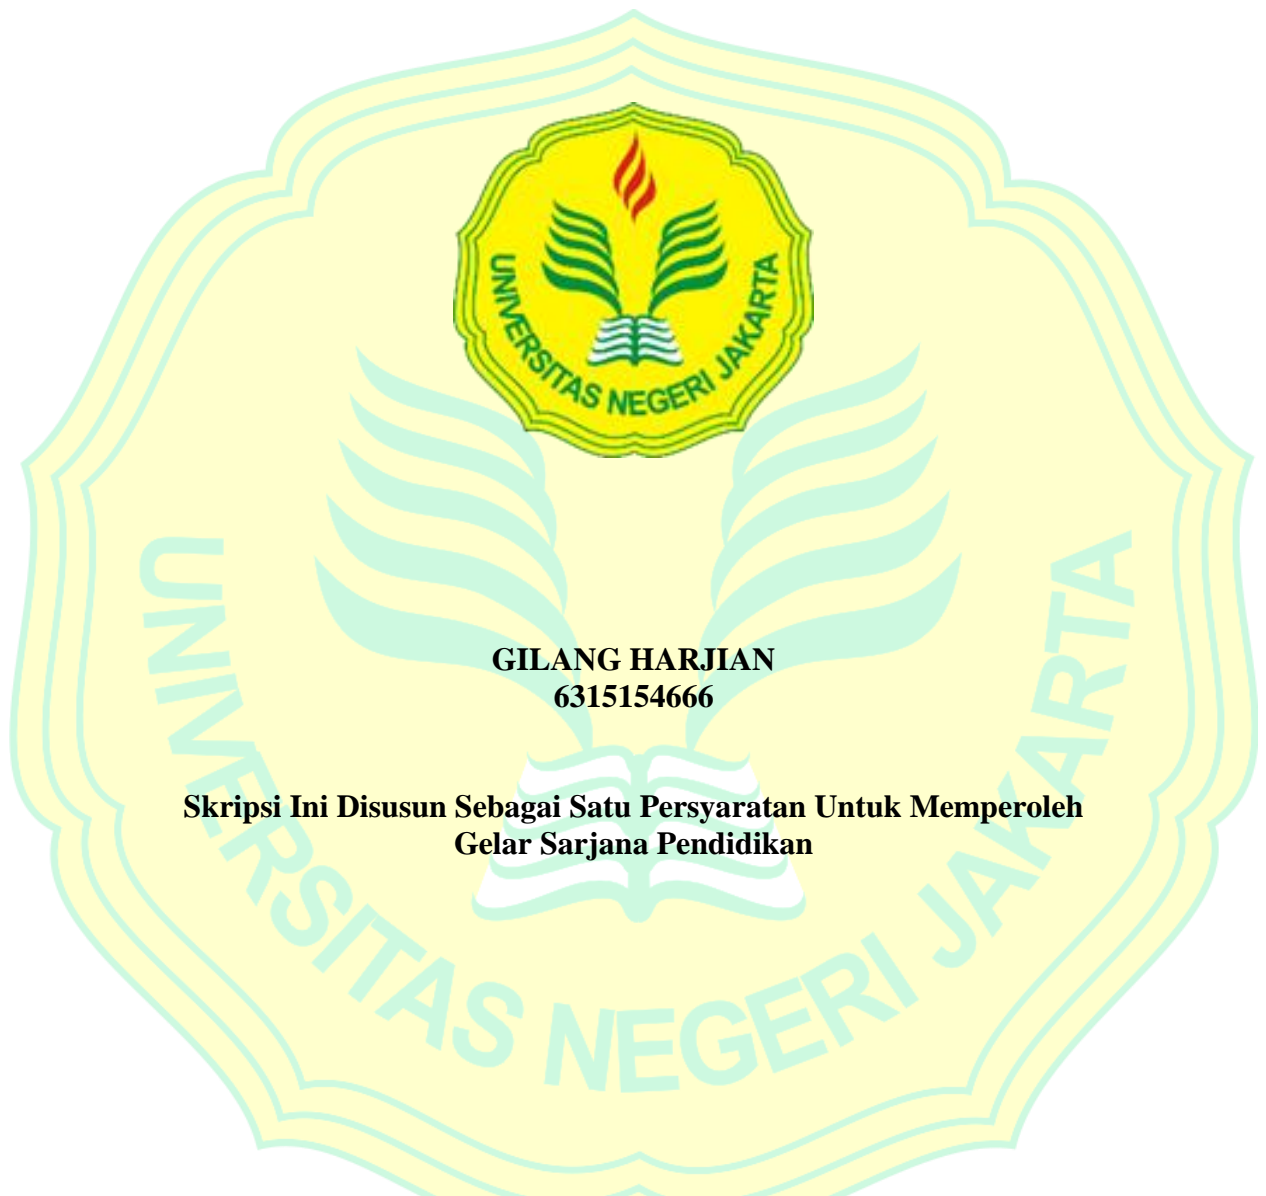 UNIVERSITAS NEGERI JAKARTA
GILANG HARJIAN
6315154666
Skripsi Ini Disusun Sebagai Satu Persyaratan Untuk Memperoleh
Gelar Sarjana Pendidikan
UNIVERSITAS NEGERI JAKARTA